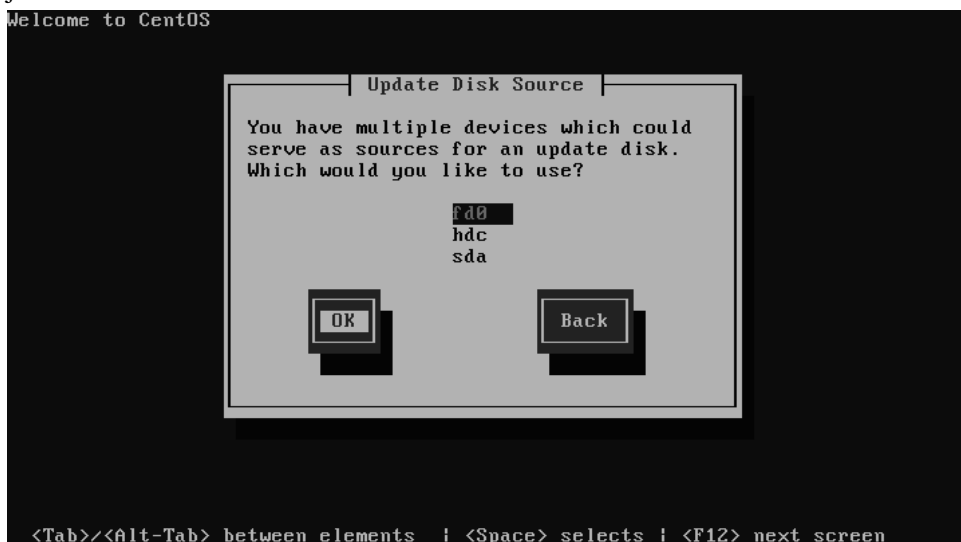 Welcome to CentOS
Update Disk Source
You have multiple devices which could
serve as sources for an update disk.
Which would you like to use?
fd0
hdc
sda
OK Back
<Tab>/<Alt-Tab> between elements | <Space> selects | <F12> next screen